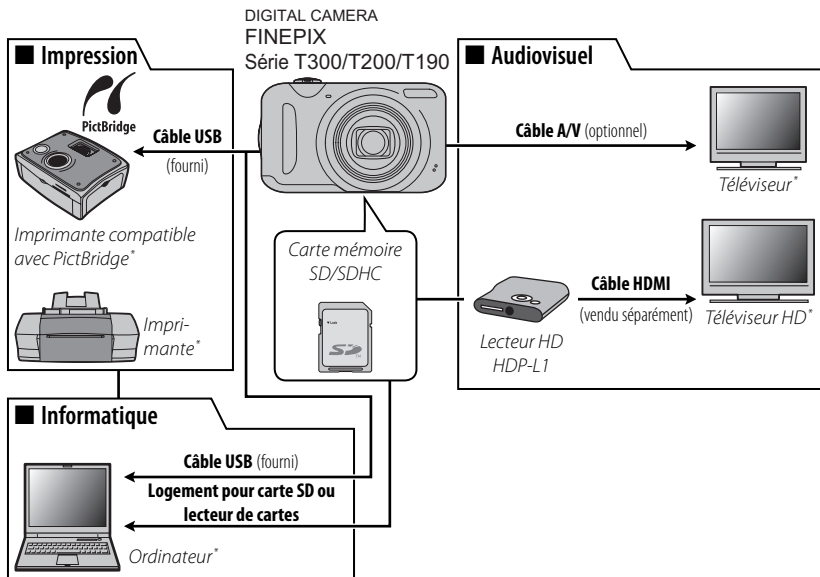 DIGITAL CAMERA
FINEPIX
Série T300/T200/T190
■ Impression
PictBridge
Câble USB
(fourni)
Imprimante compatible
avec PictBridge*
Impri-
mante*
■ Audiovisuel
Câble A/V (optionnel)
Téléviseur*
Carte mémoire
SD/SDHC
Lock
SD
Câble HDMI
(vendu séparément)
Téléviseur HD*
Lecteur HD
HDP-L1
■ Informatique
Câble USB (fourni)
Logement pour carte SD ou
lecteur de cartes
Ordinateur*